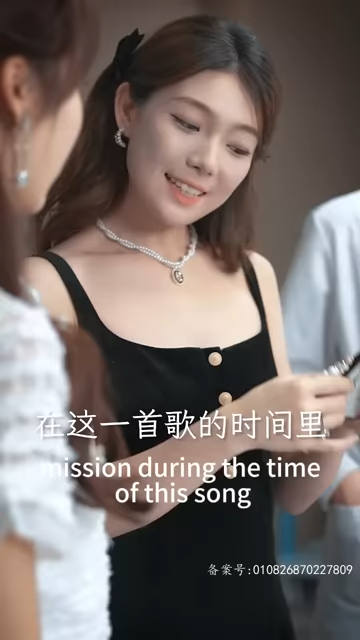 在这一首歌的时间里
mission during the time
of this song
备案号:010826870227809